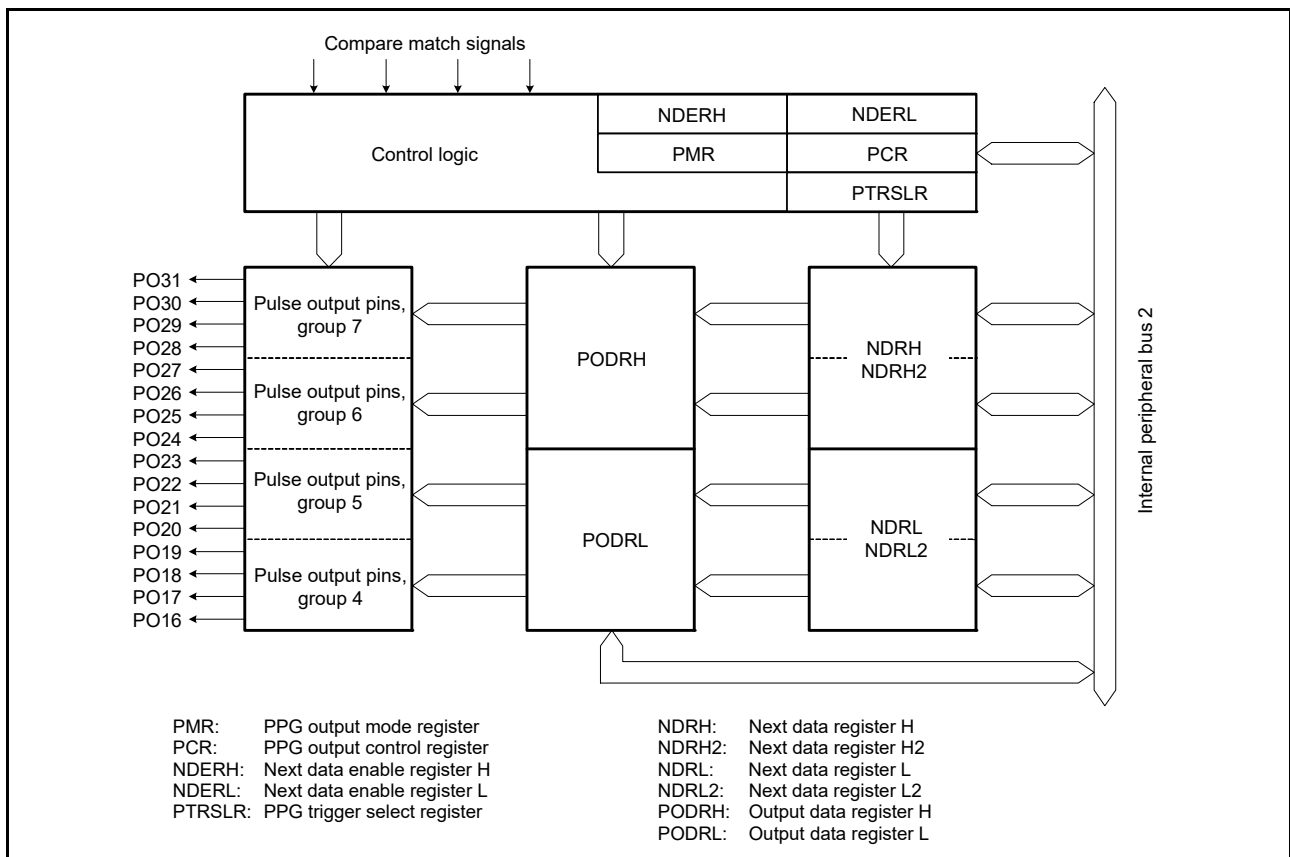 Compare match signals
NDERH
NDERL
Control logic
PMR
PCR
PTRSLR
PO31
PO30
PO29
PO28
PO27
PO26
PO25
PO24
PO23
PO22
PO21
PO20
PO19
PO18
PO17
PO16
Pulse output pins,
group 7
Pulse output pins,
group 6
Pulse output pins,
group 5
Pulse output pins,
group 4
PODRH
PODRL
NDRH
NDRH2
NDRL
NDRL2
Internal peripheral bus 2
PMR: PPG output mode register
PCR: PPG output control register
NDERH: Next data enable register H
NDERL: Next data enable register L
PTRSLR: PPG trigger select register
NDRH: Next data register H
NDRH2: Next data register H2
NDRL: Next data register L
NDRL2: Next data register L2
PODRH: Output data register H
PODRL: Output data register L